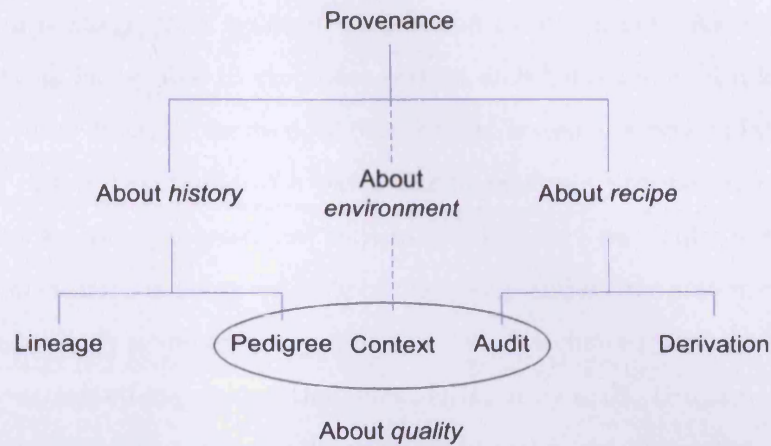 Provenance
About history
About
environment
About recipe
Lineage
Pedigree
Context
Audit
Derivation
About quality